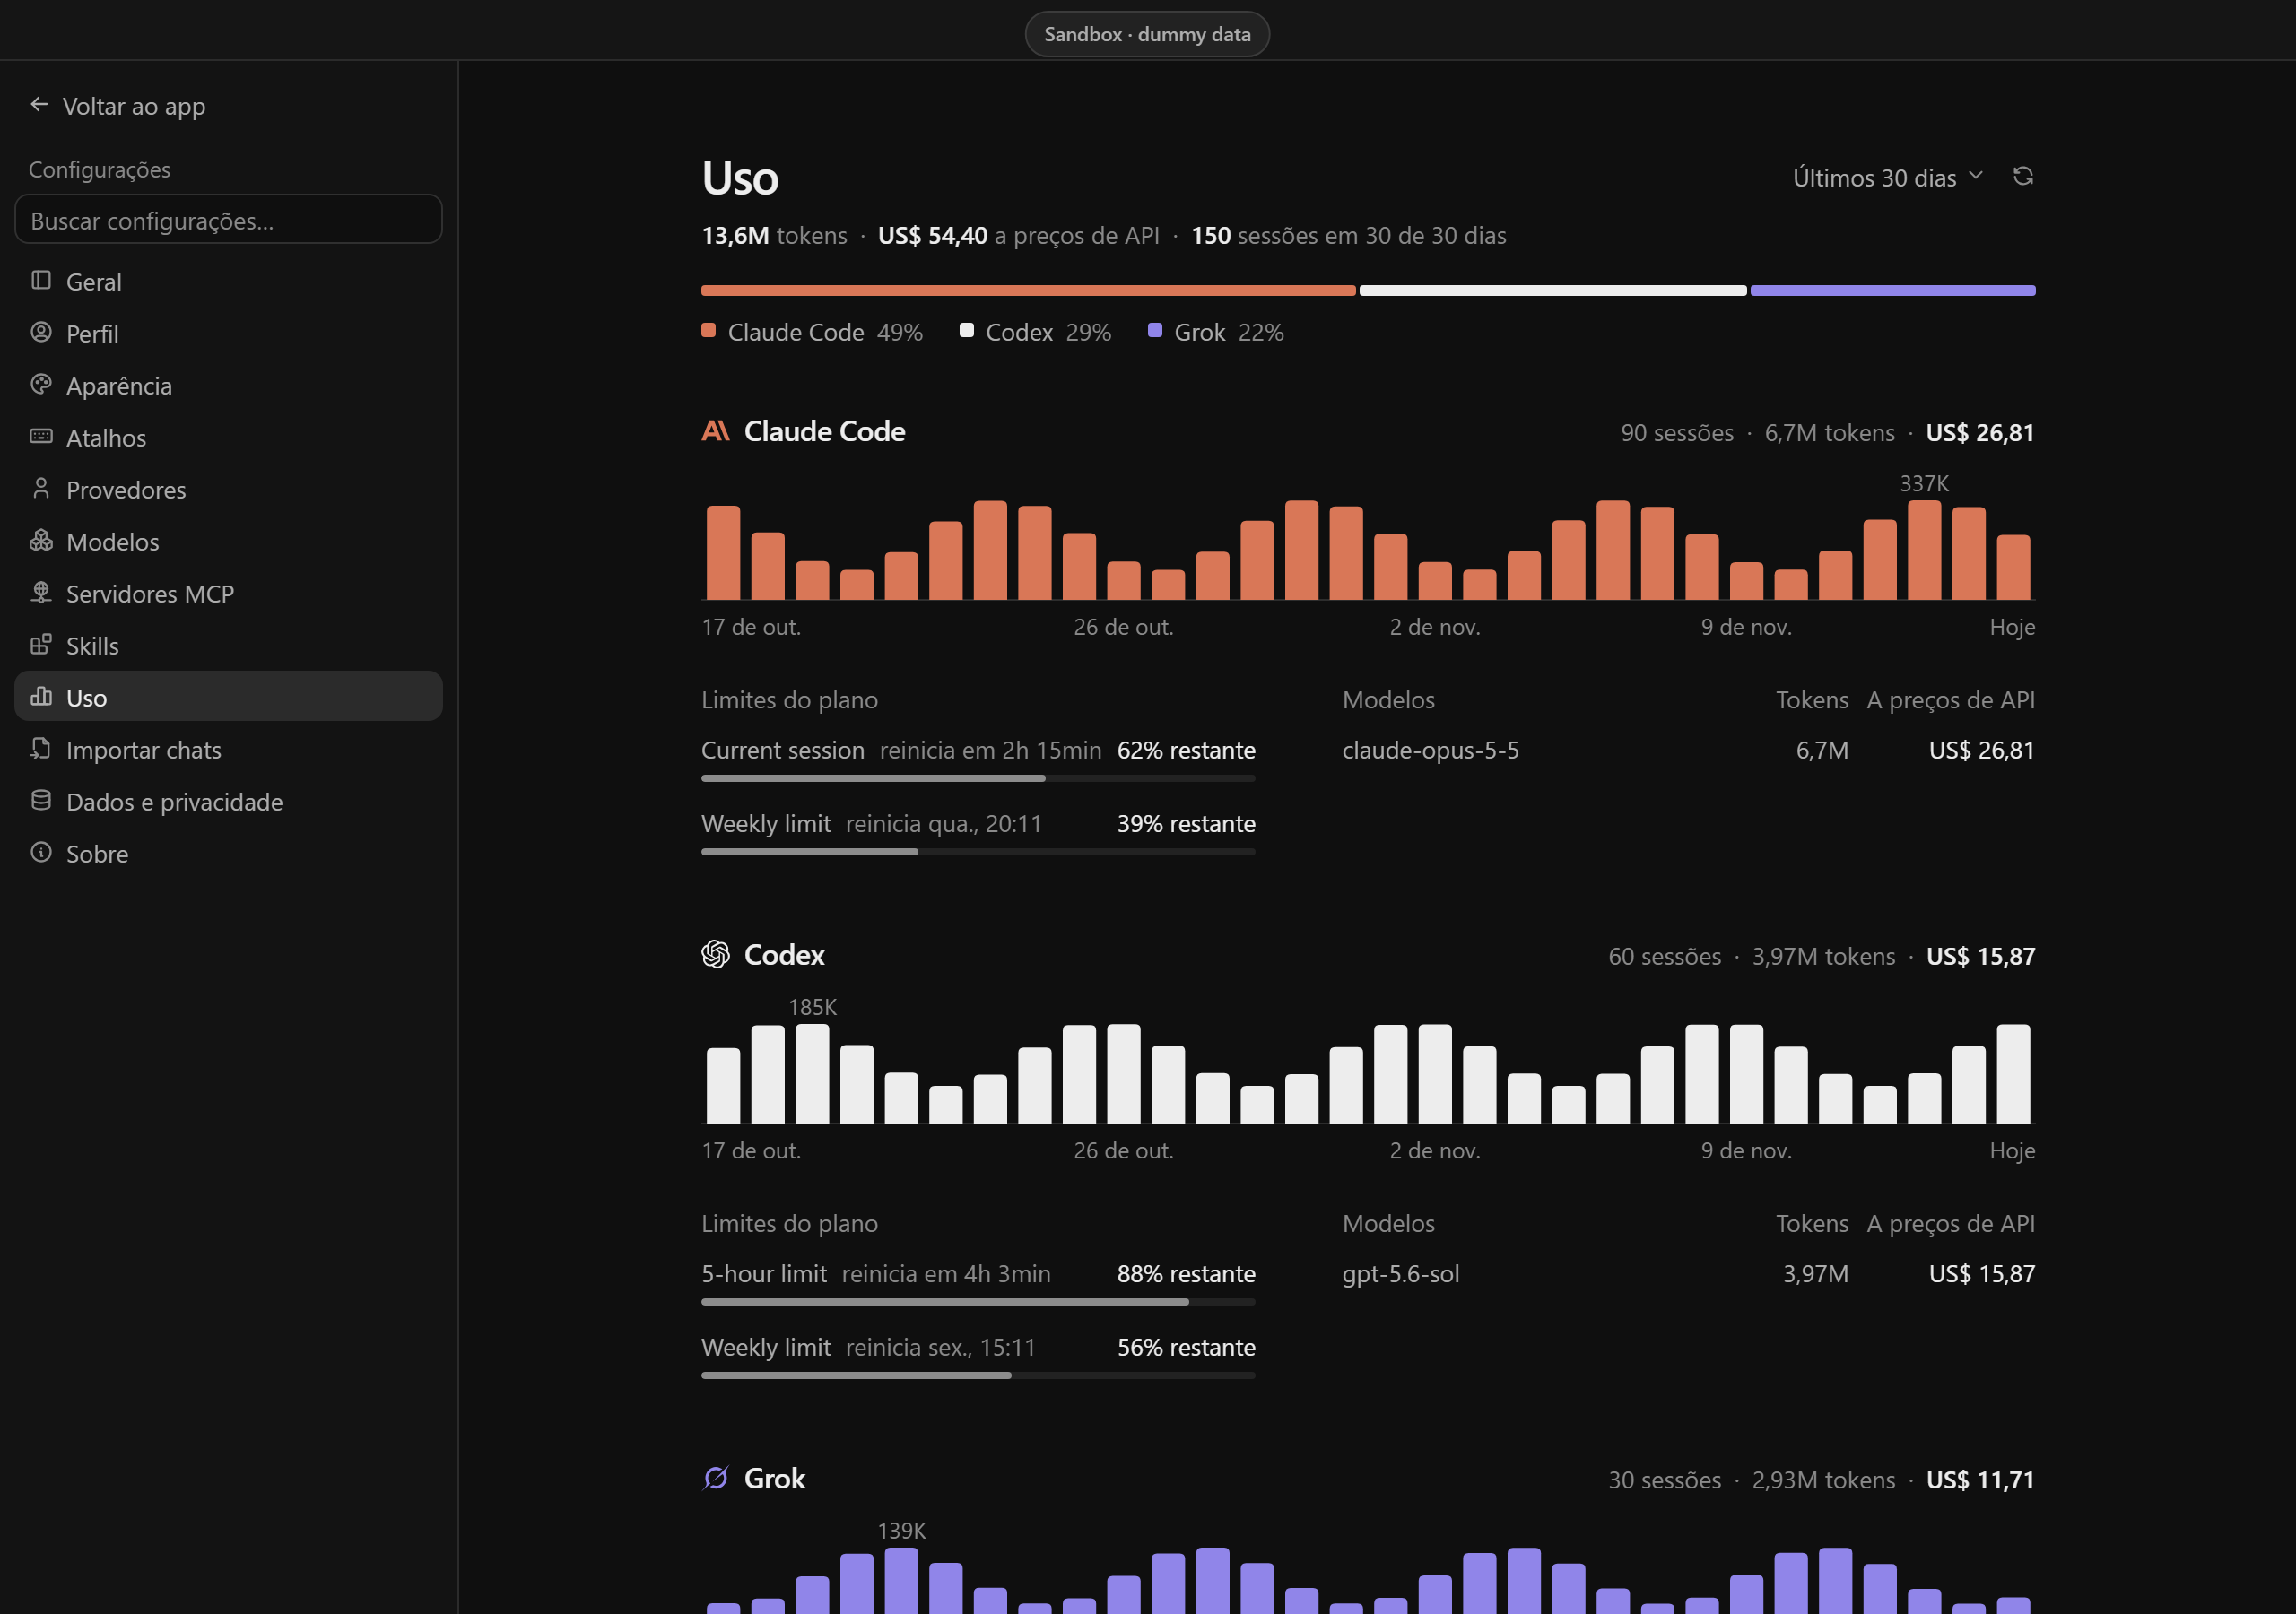 Sandbox · dummy data
Voltar ao app
Configurações
Buscar configurações...
Geral
Perfil
Aparência
Atalhos
Provedores
Modelos
Servidores MCP
Skills
Uso
Importar chats
Dados e privacidade
Sobre
Uso
Últimos 30 dias
13,6M tokens · US$ 54,40 a preços de API · 150 sessões em 30 de 30 dias
Claude Code 49% Codex 29% Grok 22%
Claude Code
90 sessões · 6,7M tokens · US$ 26,81
337K
17 de out. 26 de out. 2 de nov. 9 de nov. Hoje
Limites do plano
Current session reinicia em 2h 15min 62% restante
Weekly limit reinicia qua., 20:11 39% restante
Modelos Tokens A preços de API
claude-opus-5-5 6,7M US$ 26,81
Codex
60 sessões · 3,97M tokens · US$ 15,87
185K
17 de out. 26 de out. 2 de nov. 9 de nov. Hoje
Limites do plano
5-hour limit reinicia em 4h 3min 88% restante
Weekly limit reinicia sex., 15:11 56% restante
Modelos Tokens A preços de API
gpt-5.6-sol 3,97M US$ 15,87
Grok
30 sessões · 2,93M tokens · US$ 11,71
139K